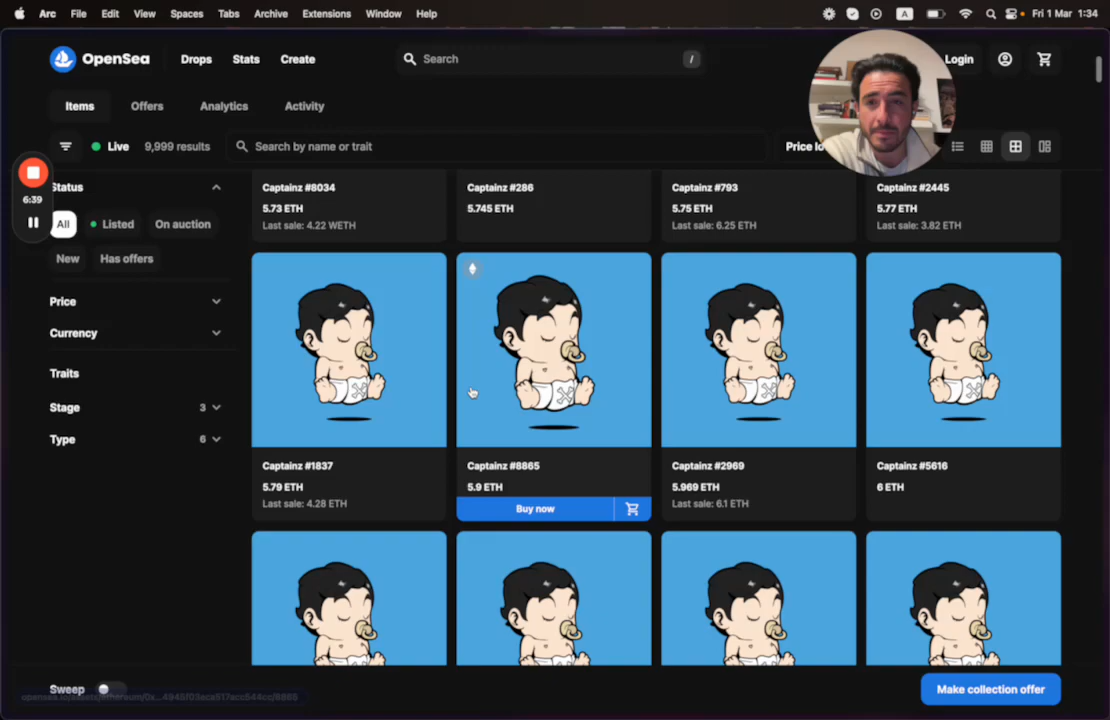 Arc File Edit View Spaces Tabs Archive Extensions Window Help A Fri 1 Mar 1:34
OpenSea Drops Stats Create Search / Login
Items Offers Analytics Activity
Live 9,999 results Search by name or trait Price lo
6:39
Status
All Listed On auction
New Has offers
Price
Currency
Traits
Stage 3
Type 6
Captainz #8034
5.73 ETH
Last sale: 4.22 WETH
Captainz #286
5.745 ETH
Captainz #793
5.75 ETH
Last sale: 6.25 ETH
Captainz #2445
5.77 ETH
Last sale: 3.82 ETH
Captainz #1837
5.79 ETH
Last sale: 4.28 ETH
Captainz #8865
5.9 ETH
Buy now
Captainz #2969
5.969 ETH
Last sale: 6.1 ETH
Captainz #5616
6 ETH
Sweep
Make collection offer